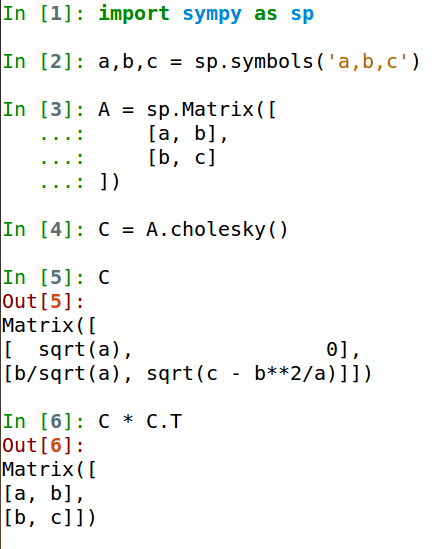 In [1]: import sympy as sp
In [2]: a,b,c = sp.symbols('a,b,c')
In [3]: A = sp.Matrix([
   ...:     [a, b],
   ...:     [b, c]
   ...: ])
In [4]: C = A.cholesky()
In [5]: C
Out[5]:
Matrix([
[  sqrt(a),                0],
[b/sqrt(a), sqrt(c - b**2/a)]])
In [6]: C * C.T
Out[6]:
Matrix([
[a, b],
[b, c]])